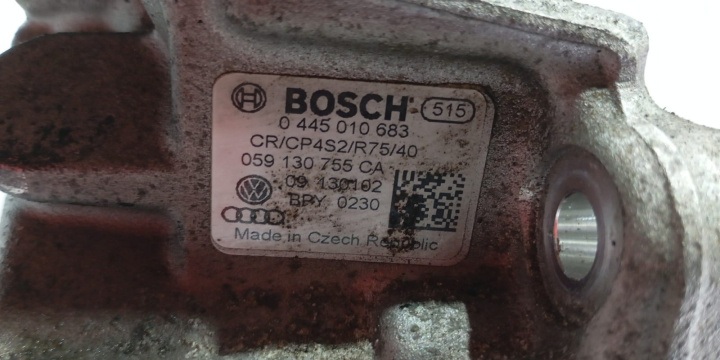 BOSCH 515
0 445 010 683
CR/CP4S2/R75/40
059 130 755 CA
09 130102
BPY 0230
Made in Czech Republic